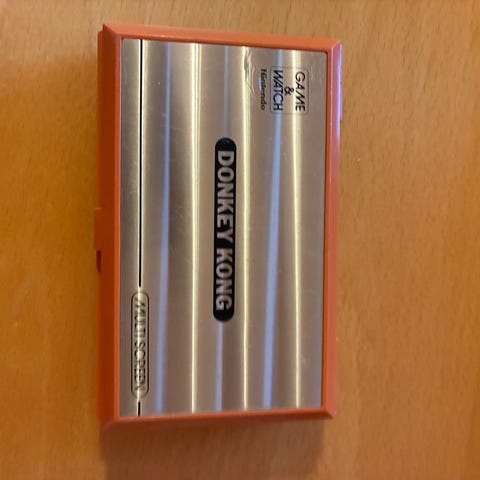 GAME
&
WATCH
Nintendo
DONKEY KONG
MULTI SCREEN